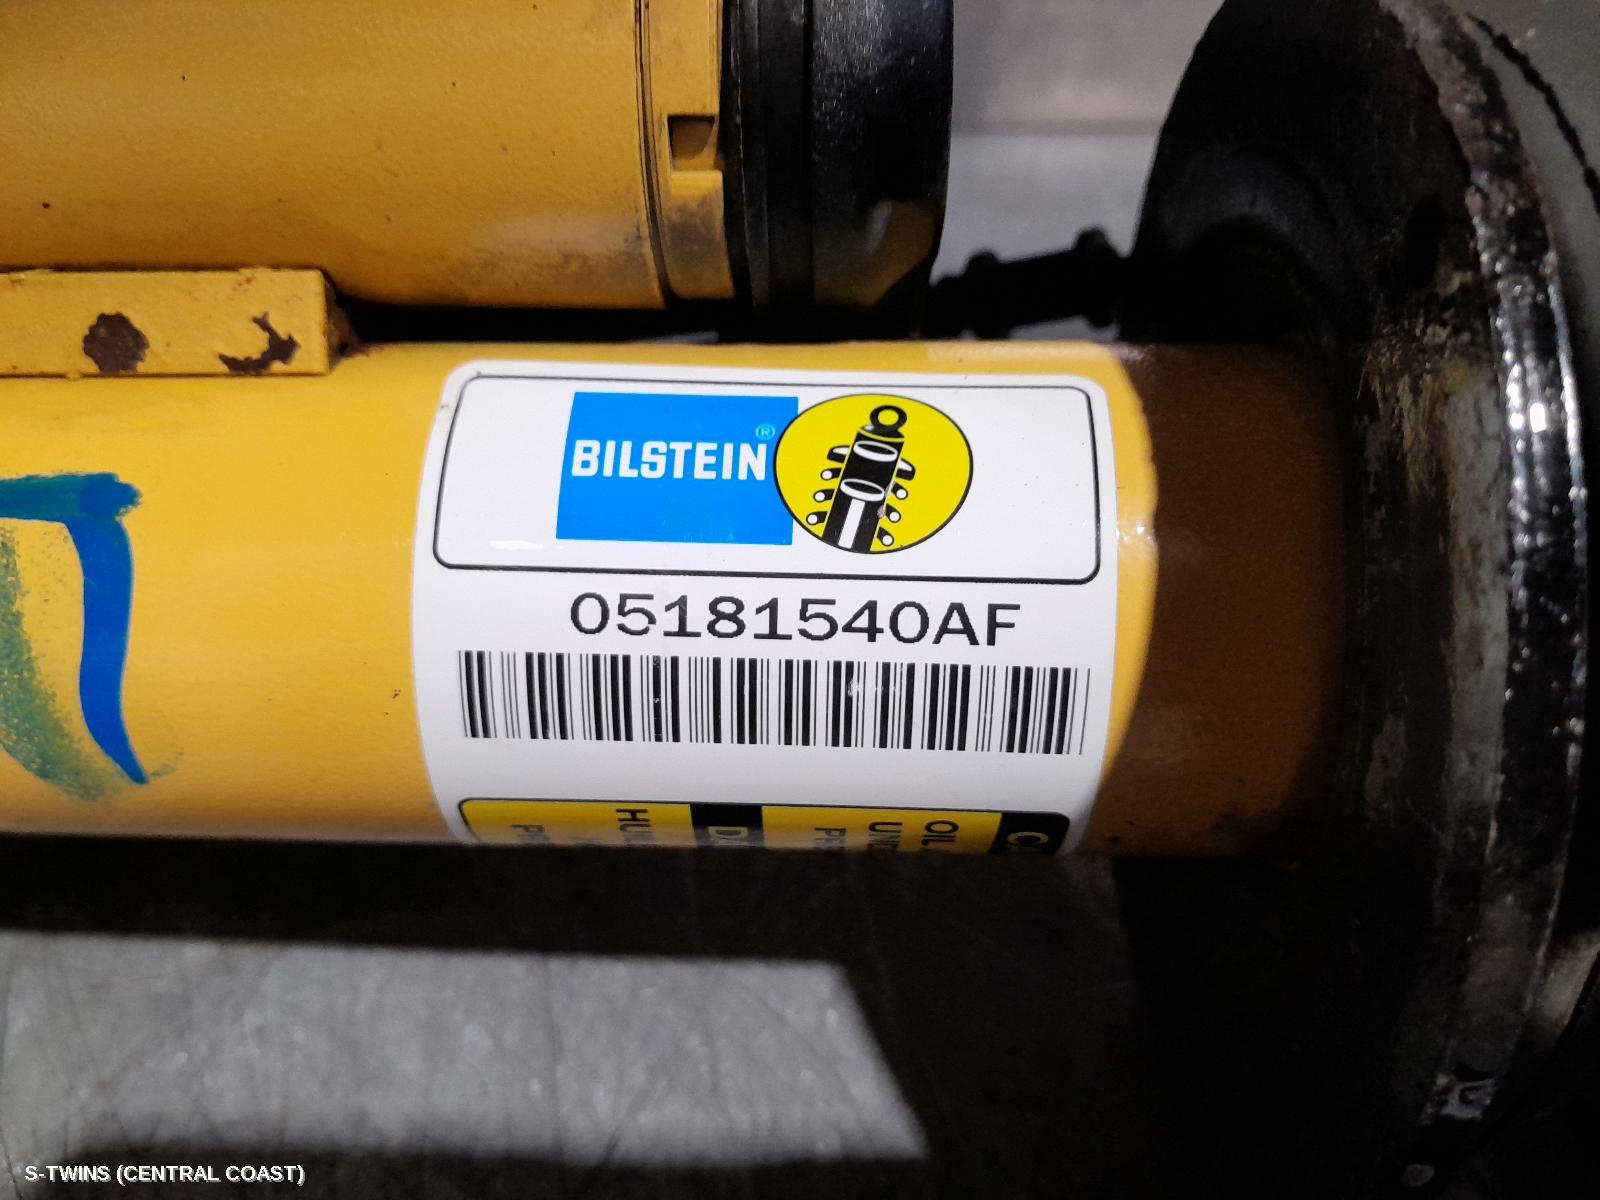 BILSTEIN®
05181540AF
S-TWINS (CENTRAL COAST)